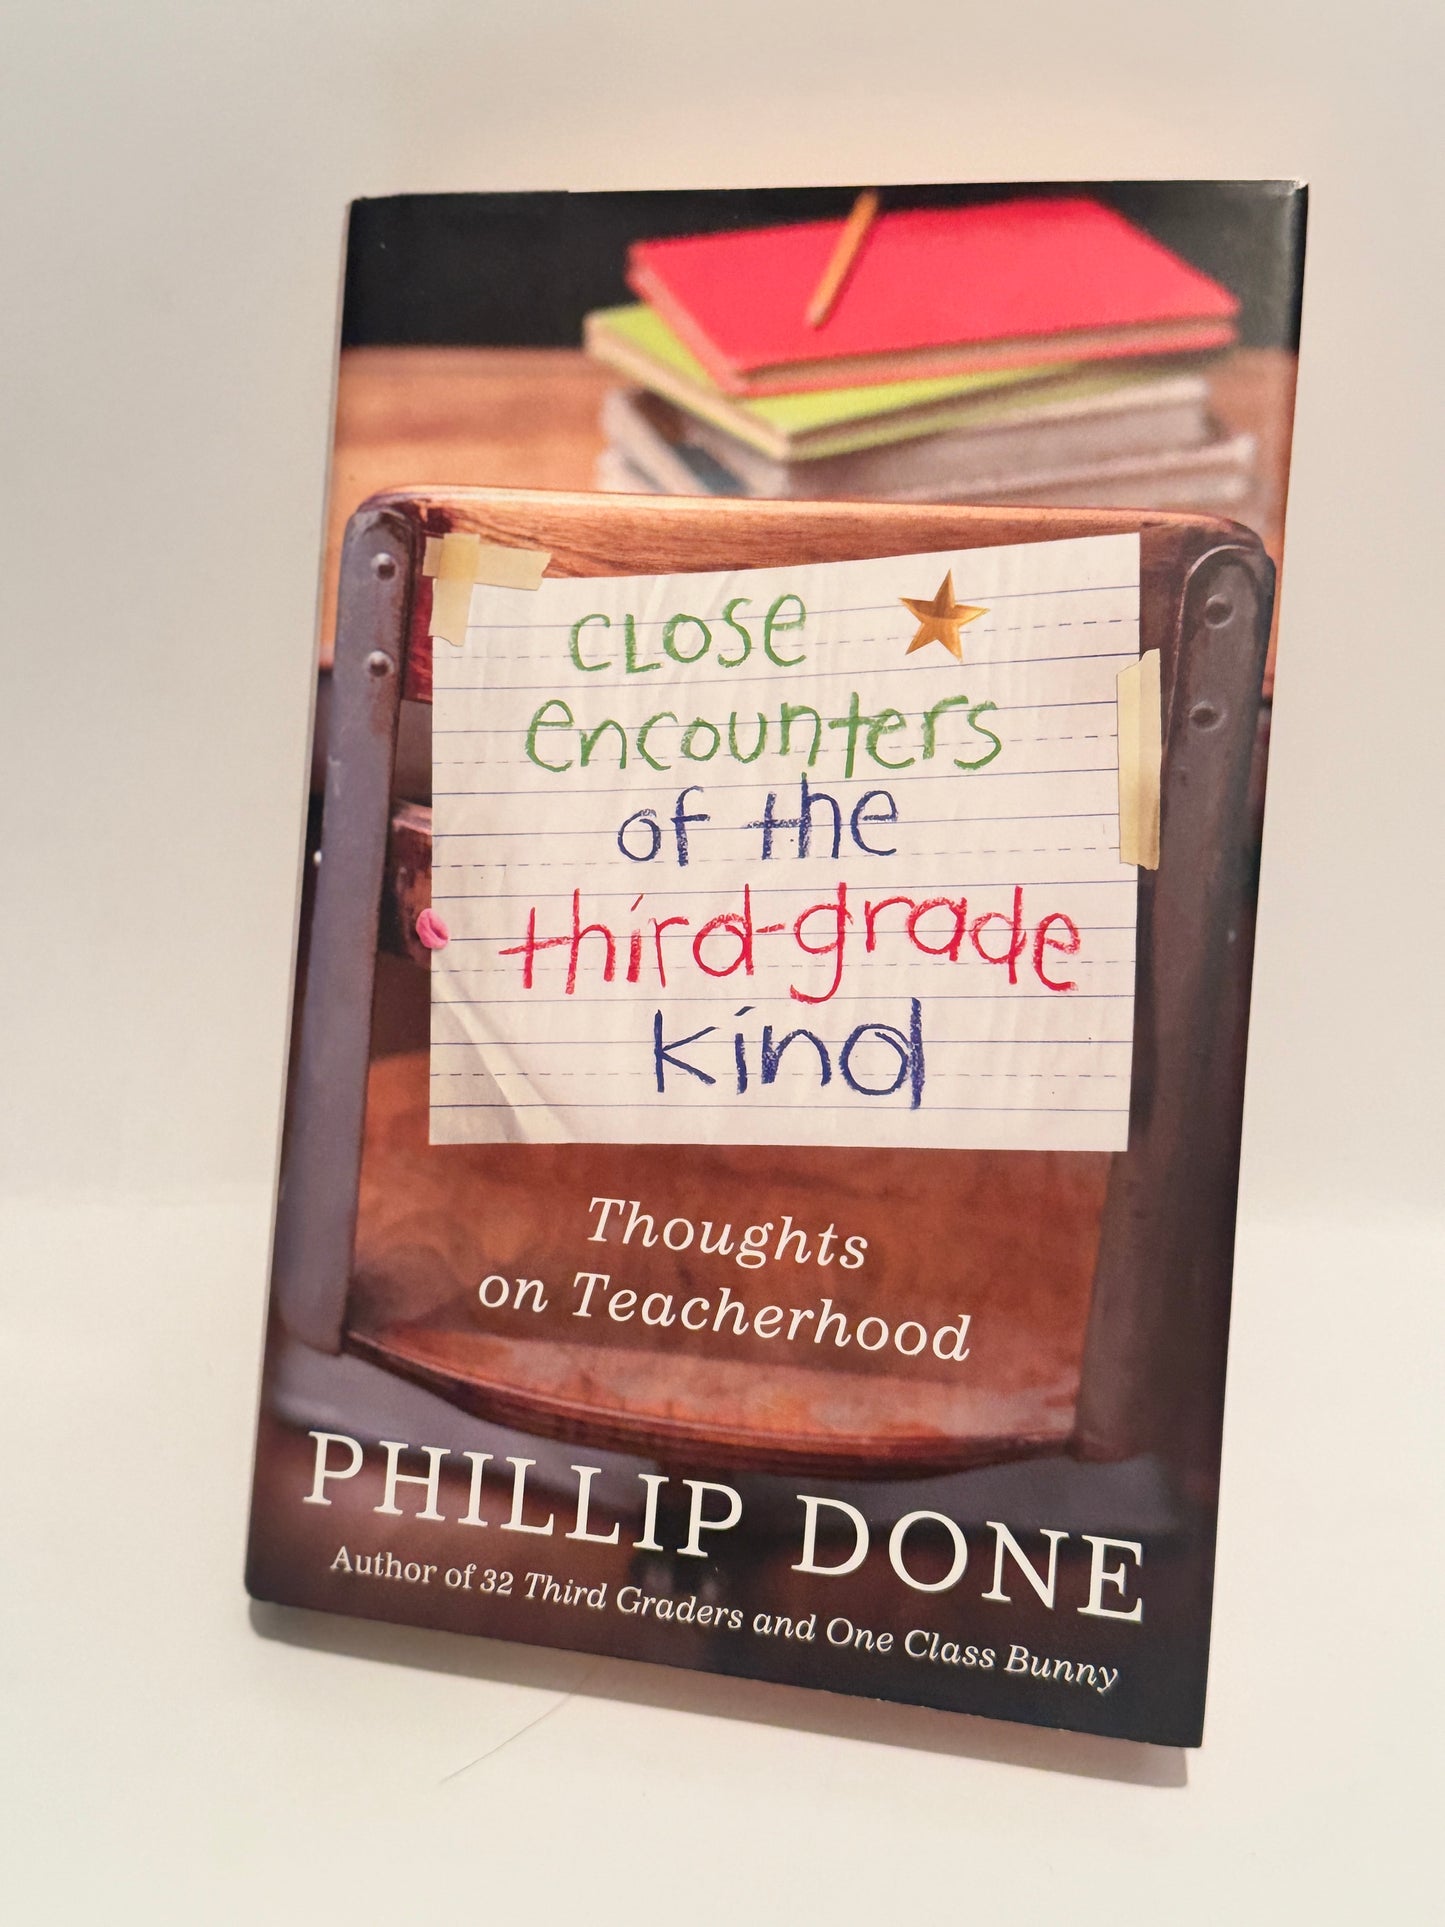 close
encounters
of the
third-grade
kind
Thoughts
on Teacherhood
PHILLIP DONE
Author of 32 Third Graders and One Class Bunny